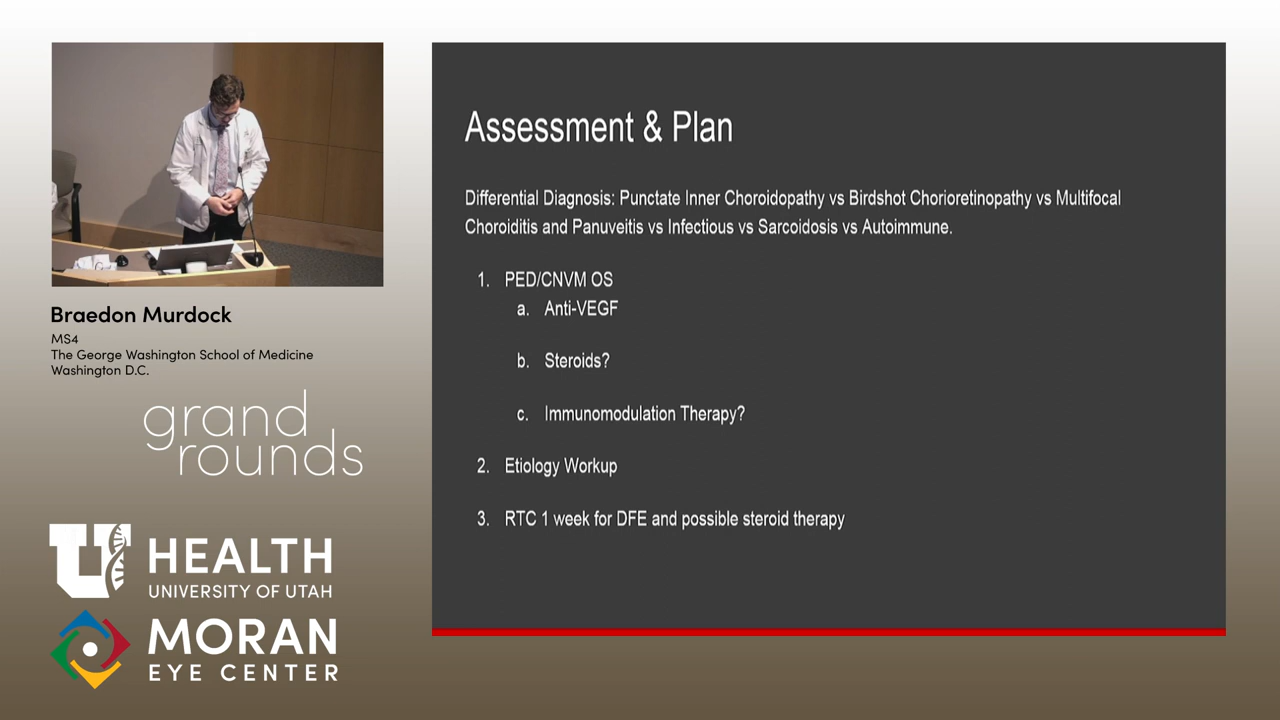 Braedon Murdock
MS4
The George Washington School of Medicine
Washington D.C.
grand
rounds
U
HEALTH
UNIVERSITY OF UTAH
MORAN
EYE CENTER
Assessment & Plan
Differential Diagnosis: Punctate Inner Choroidopathy vs Birdshot Chorioretinopathy vs Multifocal
Choroiditis and Panuveitis vs Infectious vs Sarcoidosis vs Autoimmune.
1. PED/CNVM OS
a. Anti-VEGF
b. Steroids?
c. Immunomodulation Therapy?
2. Etiology Workup
3. RTC 1 week for DFE and possible steroid therapy